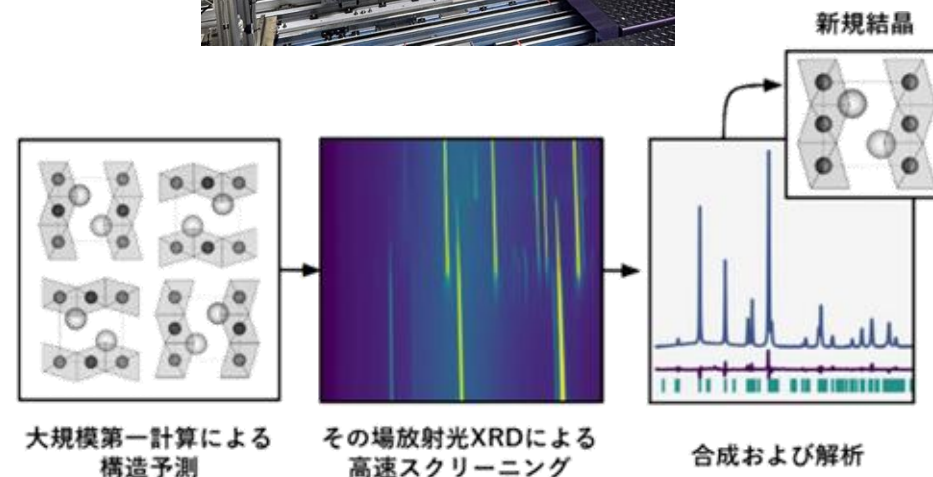 新規結晶
大規模第一計算による
構造予測
その場放射光XRDによる
高速スクリーニング
合成および解析